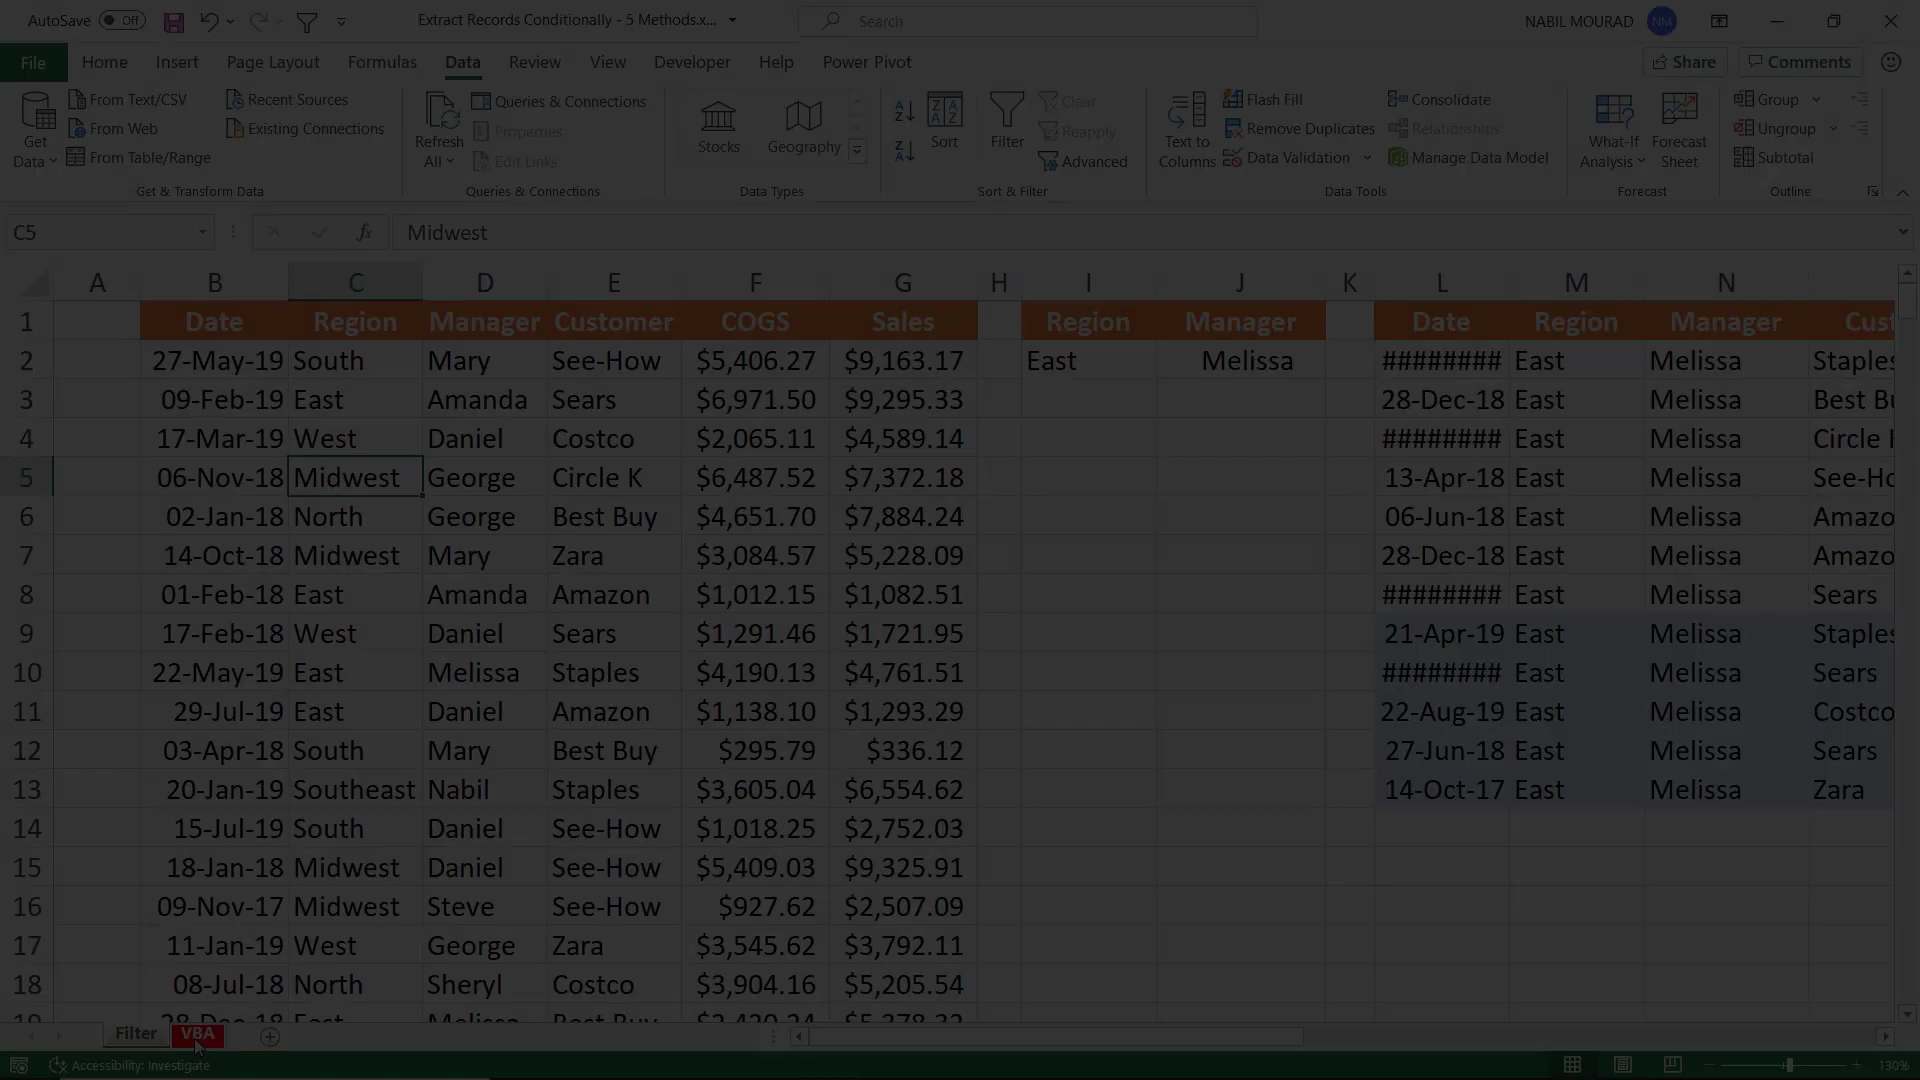 AutoSave Off Extract Records Conditionally - 5 Methods.x... Search NABIL MOURAD NM
File Home Insert Page Layout Formulas Data Review View Developer Help Power Pivot Share Comments
Get Data From Text/CSV From Web From Table/Range Recent Sources Existing Connections
Get & Transform Data
Refresh All Queries & Connections Properties Edit Links
Queries & Connections
Stocks Geography
Data Types
Sort Filter Clear Reapply Advanced
Sort & Filter
Text to Columns Flash Fill Remove Duplicates Data Validation Consolidate Relationships Manage Data Model
Data Tools
What-If Analysis Forecast Sheet
Forecast
Group Ungroup Subtotal
Outline
C5 fx Midwest
A B C D E F G H I J K L M N
1 Date Region Manager Customer COGS Sales Region Manager Date Region Manager Cust
2 27-May-19 South Mary See-How $5,406.27 $9,163.17 East Melissa ######## East Melissa Staples
3 09-Feb-19 East Amanda Sears $6,971.50 $9,295.33 28-Dec-18 East Melissa Best Bu
4 17-Mar-19 West Daniel Costco $2,065.11 $4,589.14 ######## East Melissa Circle
5 06-Nov-18 Midwest George Circle K $6,487.52 $7,372.18 13-Apr-18 East Melissa See-Ho
6 02-Jan-18 North George Best Buy $4,651.70 $7,884.24 06-Jun-18 East Melissa Amazo
7 14-Oct-18 Midwest Mary Zara $3,084.57 $5,228.09 28-Dec-18 East Melissa Amazo
8 01-Feb-18 East Amanda Amazon $1,012.15 $1,082.51 ######## East Melissa Sears
9 17-Feb-18 West Daniel Sears $1,291.46 $1,721.95 21-Apr-19 East Melissa Staples
10 22-May-19 East Melissa Staples $4,190.13 $4,761.51 ######## East Melissa Sears
11 29-Jul-19 East Daniel Amazon $1,138.10 $1,293.29 22-Aug-19 East Melissa Costco
12 03-Apr-18 South Mary Best Buy $295.79 $336.12 27-Jun-18 East Melissa Sears
13 20-Jan-19 Southeast Nabil Staples $3,605.04 $6,554.62 14-Oct-17 East Melissa Zara
14 15-Jul-19 South Daniel See-How $1,018.25 $2,752.03
15 18-Jan-18 Midwest Daniel See-How $5,409.03 $9,325.91
16 09-Nov-17 Midwest Steve See-How $927.62 $2,507.09
17 11-Jan-19 West George Zara $3,545.62 $3,792.11
18 08-Jul-18 North Sheryl Costco $3,904.16 $5,205.54
19 28-Dec-18 East Melissa Best Buy
Filter VBA
Accessibility: Investigate 130%